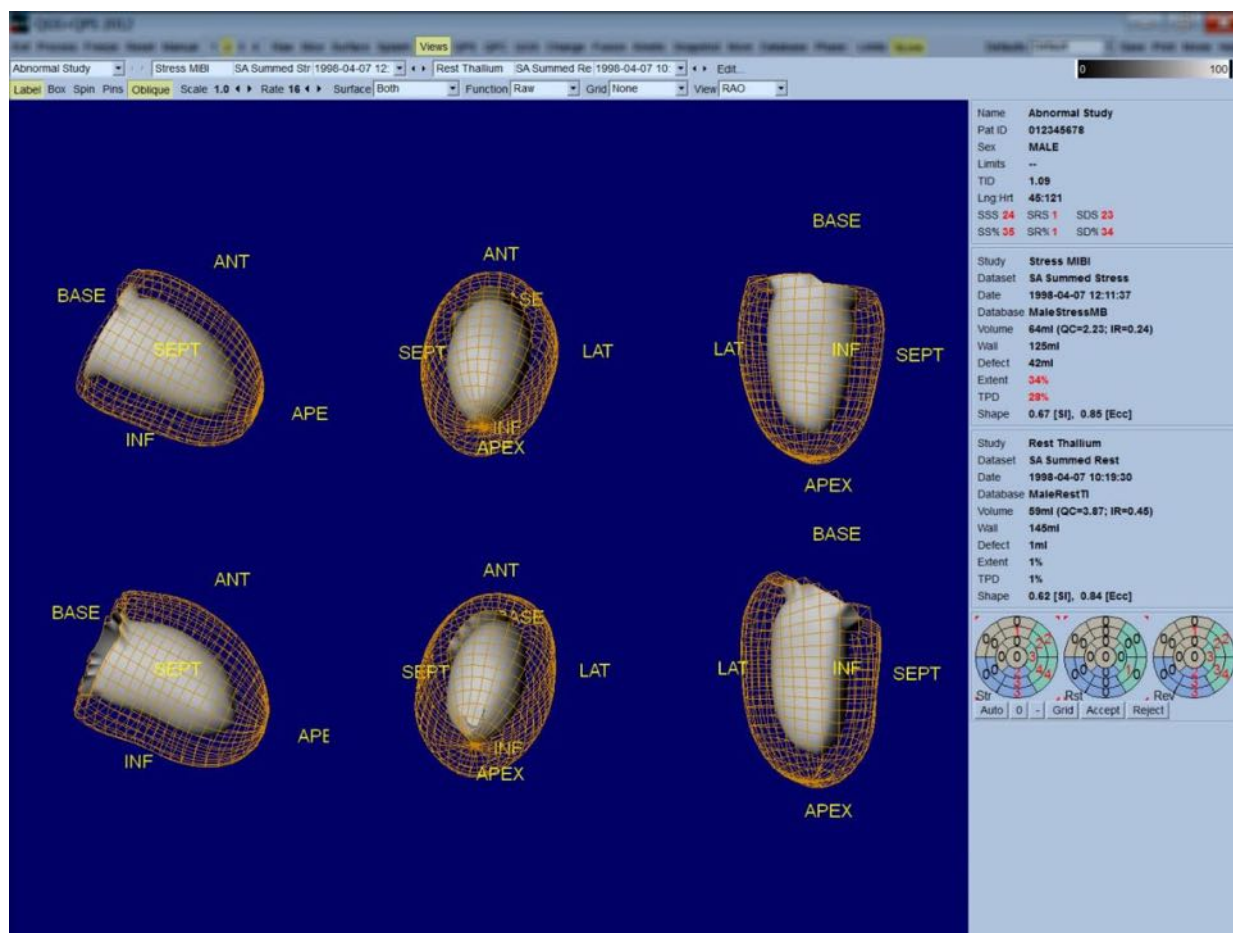 Views
Abnormal Study Stress MIBI SA Summed Str 1998-04-07 12: Rest Thallium SA Summed Re 1998-04-07 10: Edit...
0 100
Label Box Spin Pins Oblique Scale 1.0 Rate 16 Surface Both Function Raw Grid None View RAO
ANT
BASE
SEPT
APE
INF
ANT
SEPT
LAT
INF
APEX
BASE
LAT
INF
SEPT
APEX
ANT
BASE
SEPT
APE
INF
ANT
BASE
SEPT
LAT
INF
APEX
BASE
LAT
INF
SEPT
APEX
Name Abnormal Study
Pat ID 012345678
Sex MALE
Limits --
TID 1.09
Lng:Hrt 45:121
SSS 24 SRS 1 SDS 23
SS% 35 SR% 1 SD% 34
Study Stress MIBI
Dataset SA Summed Stress
Date 1998-04-07 12:11:37
Database MaleStressMB
Volume 64ml (QC=2.23; IR=0.24)
Wall 125ml
Defect 42ml
Extent 34%
TPD 28%
Shape 0.67 [SI], 0.85 [Ecc]
Study Rest Thallium
Dataset SA Summed Rest
Date 1998-04-07 10:19:30
Database MaleRestTl
Volume 59ml (QC=3.87; IR=0.45)
Wall 145ml
Defect 1ml
Extent 1%
TPD 1%
Shape 0.62 [SI], 0.84 [Ecc]
Str Rst Rev
Auto 0 - Grid Accept Reject